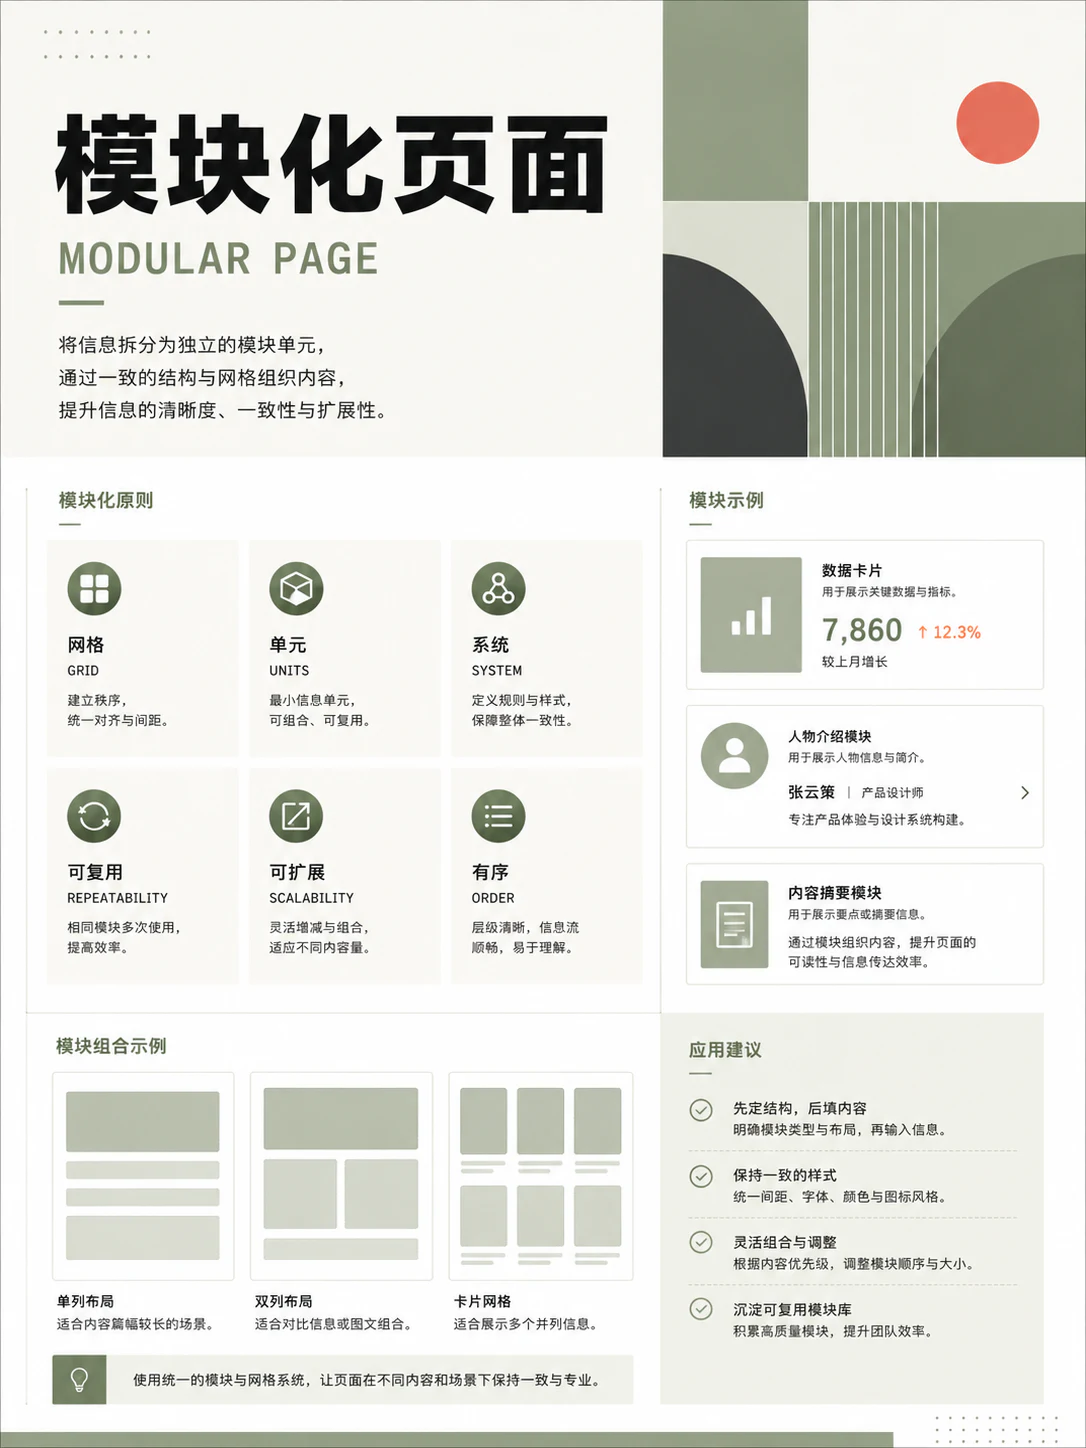 模块化页面
MODULAR PAGE
将信息拆分为独立的模块单元，
通过一致的结构与网格组织内容，
提升信息的清晰度、一致性与扩展性。
模块化原则
网格
GRID
建立秩序，
统一对齐与间距。
单元
UNITS
最小信息单元，
可组合、可复用。
系统
SYSTEM
定义规则与样式，
保障整体一致性。
可复用
REPEATABILITY
相同模块多次使用，
提高效率。
可扩展
SCALABILITY
灵活增减与组合，
适应不同内容量。
有序
ORDER
层级清晰，信息流
顺畅，易于理解。
模块示例
数据卡片
用于展示关键数据与指标。
7,860 ↑ 12.3%
较上月增长
人物介绍模块
用于展示人物信息与简介。
张云策 | 产品设计师
专注产品体验与设计系统构建。
内容摘要模块
用于展示要点或摘要信息。
通过模块组织内容，提升页面的
可读性与信息传达效率。
模块组合示例
单列布局
适合内容篇幅较长的场景。
双列布局
适合对比信息或图文组合。
卡片网格
适合展示多个并列信息。
使用统一的模块与网格系统，让页面在不同内容和场景下保持一致与专业。
应用建议
先定结构，后填内容
明确模块类型与布局，再输入信息。
保持一致的样式
统一间距、字体、颜色与图标风格。
灵活组合与调整
根据内容优先级，调整模块顺序与大小。
沉淀可复用模块库
积累高质量模块，提升团队效率。